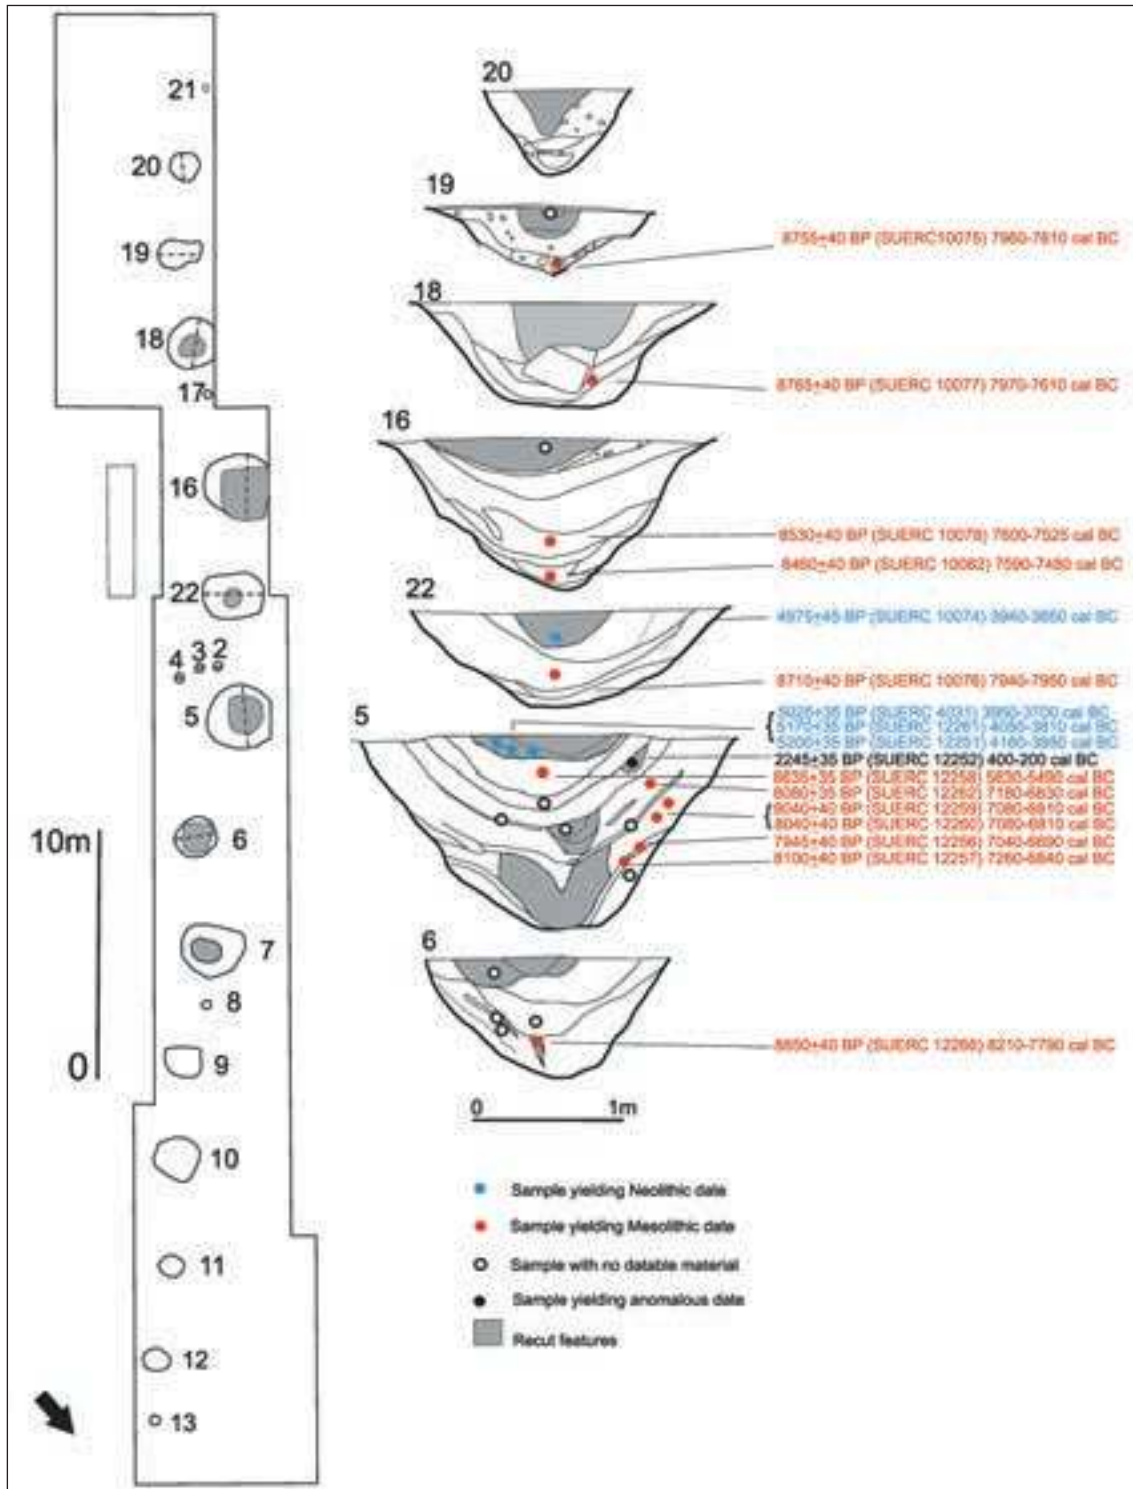 21
20
19
18
17
16
22
4 3 2
5
6
7
8
9
10
11
12
13
10m
0
20
19
8755±40 BP (SUERC10075) 7960-7610 cal BC
18
8765±40 BP (SUERC 10077) 7970-7610 cal BC
16
8530±40 BP (SUERC 10078) 7600-7525 cal BC
8460±40 BP (SUERC 10082) 7590-7480 cal BC
22
4975±45 BP (SUERC 10074) 3940-3650 cal BC
8710±40 BP (SUERC 10076) 7940-7950 cal BC
5
5025±35 BP (SUERC 4031) 3950-3700 cal BC
5170±35 BP (SUERC 12261) cal BC
BP (SUERC 12251) cal BC
2245±35 BP (SUERC 12252) 400-200 cal BC
BP (SUERC 12258) 5630-5490 cal BC
8080±35 BP (SUERC 12262) 7180-6830 cal BC
8040±40 BP (SUERC 12259) 7080-6810 cal BC
8040±40 BP (SUERC 12260) 7080-6810 cal BC
7945±40 BP (SUERC 12256) 7040-6690 cal BC
8100±40 BP (SUERC 12257) 7260-6840 cal BC
6
BP (SUERC 12266) 8210-7790 cal BC
0 1m
Sample yielding Neolithic date
Sample yielding Mesolithic date
Sample with no datable material
Sample yielding anomalous date
Recut features